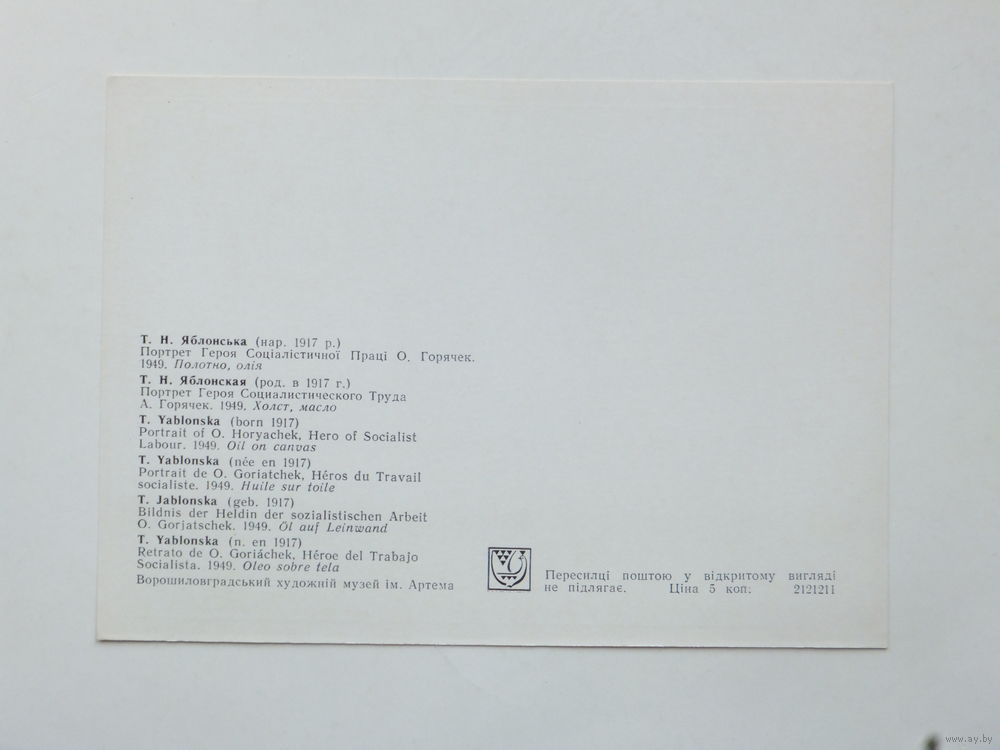 Т. Н. Яблонська (нар. 1917 р.)
Портрет Героя Соціалістичної Праці О. Горячек.
1949. Полотно, олія
Т. Н. Яблонская (род. в 1917 г.)
Портрет Героя Социалистического Труда
А. Горячек. 1949. Холст, масло
T. Yablonska (born 1917)
Portrait of O. Horyachek, Hero of Socialist
Labour. 1949. Oil on canvas
T. Yablonska (née en 1917)
Portrait de O. Goriatchek, Héros du Travail
socialiste. 1949. Huile sur toile
T. Jablonska (geb. 1917)
Bildnis der Heldin der sozialistischen Arbeit
O. Gorjatschek. 1949. Öl auf Leinwand
T. Yablonska (n. en 1917)
Retrato de O. Goriáchek, Héroe del Trabajo
Socialista. 1949. Oleo sobre tela
Ворошиловградський художній музей ім. Артема
Пересилці поштою у відкритому вигляді
не підлягає. Ціна 5 коп. 2121211
www.ay.by